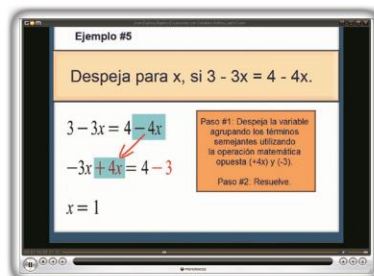 Ejemplo #5
Despeja para x, si 3 - 3x = 4 - 4x.
3 − 3x = 4 − 4x
−3x + 4x = 4 − 3
x = 1
Paso #1: Despeja la variable
agrupando los términos
semejantes utilizando
la operación matemática
opuesta (+4x) y (-3).
Paso #2: Resuelve.